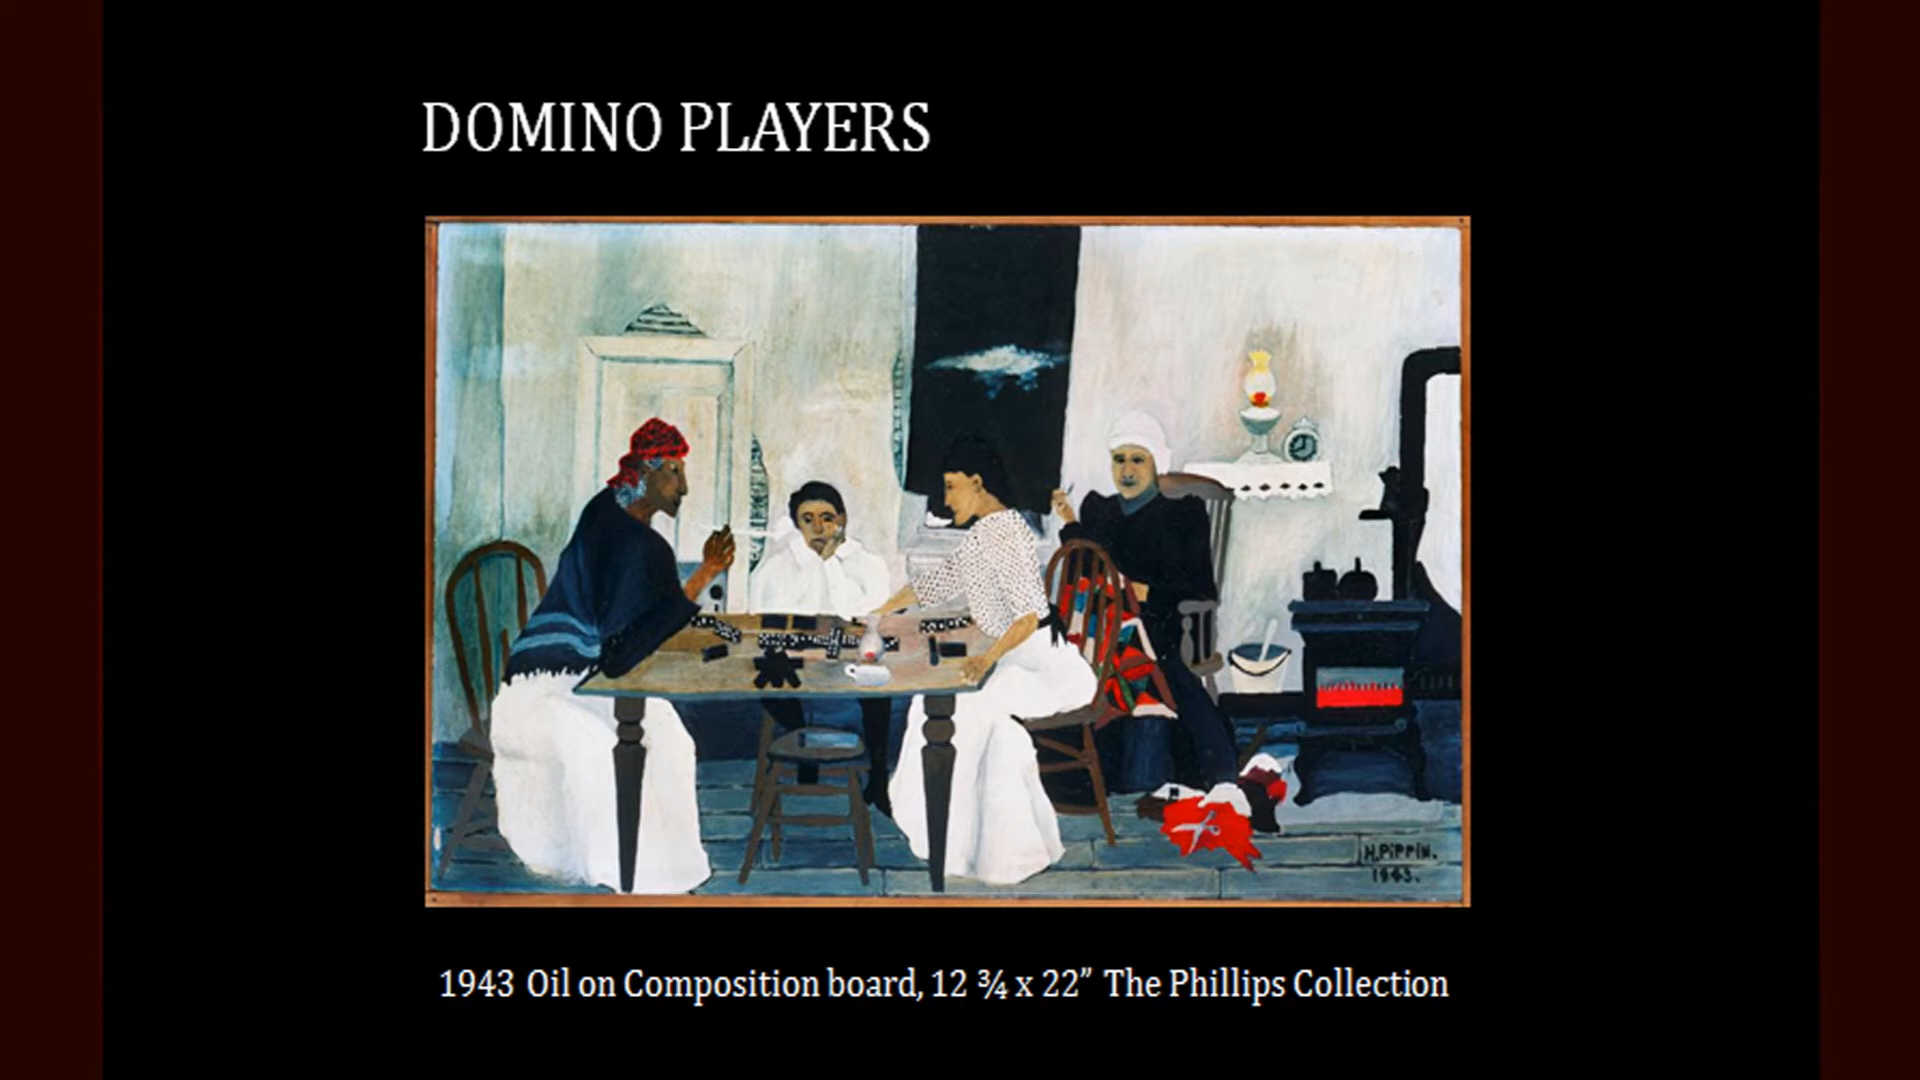 DOMINO PLAYERS
H. PiPPiN.
1943.
1943 Oil on Composition board, 12 ¾ x 22” The Phillips Collection